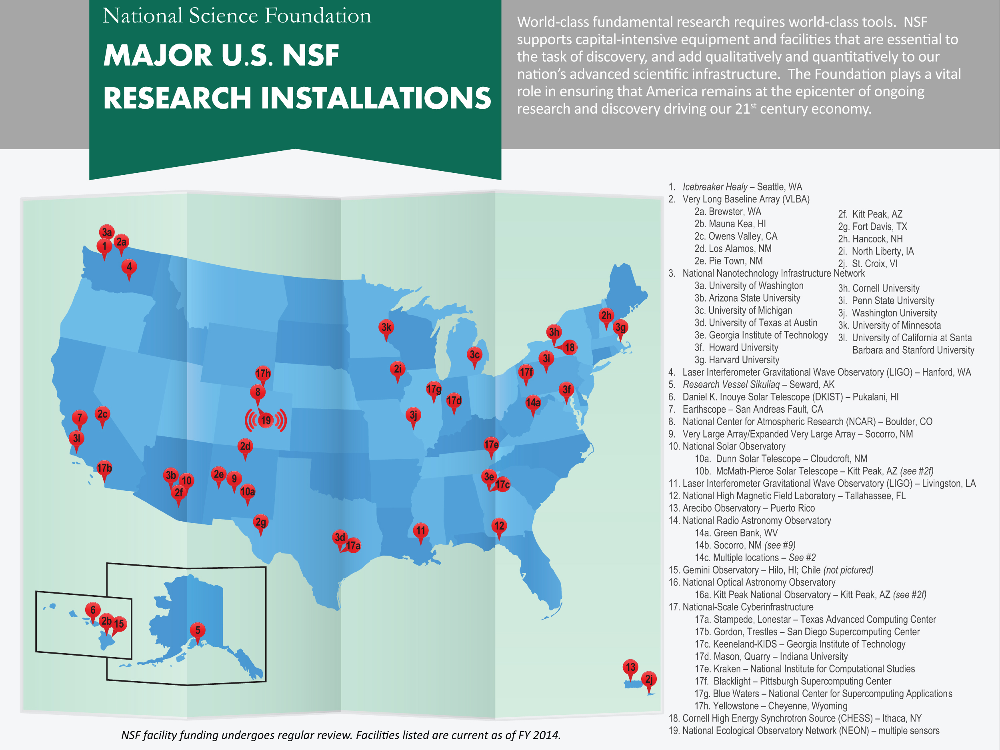 National Science Foundation
MAJOR U.S. NSF
RESEARCH INSTALLATIONS
World-class fundamental research requires world-class tools.  NSF
supports capital-intensive equipment and facilities that are essential to
the task of discovery, and add qualitatively and quantitatively to our
nation's advanced scientific infrastructure.  The Foundation plays a vital
role in ensuring that America remains at the epicenter of ongoing
research and discovery driving our 21st century economy.
3a
1
2a
4
3k
2h
3g
3h
18
3c
3i
2i
17f
17h
8
17g
3f
17d
14a
7
2c
3j
19
3l
2d
17e
17b
3b
10
2e
9
3e
17c
2f
10a
2g
12
11
3d
17a
6
2b
15
5
13
2j
1. Icebreaker Healy – Seattle, WA
2. Very Long Baseline Array (VLBA)
2a. Brewster, WA
2b. Mauna Kea, HI
2c. Owens Valley, CA
2d. Los Alamos, NM
2e. Pie Town, NM
2f. Kitt Peak, AZ
2g. Fort Davis, TX
2h. Hancock, NH
2i. North Liberty, IA
2j. St. Croix, VI
3. National Nanotechnology Infrastructure Network
3a. University of Washington
3b. Arizona State University
3c. University of Michigan
3d. University of Texas at Austin
3e. Georgia Institute of Technology
3f. Howard University
3g. Harvard University
3h. Cornell University
3i. Penn State University
3j. Washington University
3k. University of Minnesota
3l. University of California at Santa
Barbara and Stanford University
4. Laser Interferometer Gravitational Wave Observatory (LIGO) – Hanford, WA
5. Research Vessel Sikuliaq – Seward, AK
6. Daniel K. Inouye Solar Telescope (DKIST) – Pukalani, HI
7. Earthscope – San Andreas Fault, CA
8. National Center for Atmospheric Research (NCAR) – Boulder, CO
9. Very Large Array/Expanded Very Large Array – Socorro, NM
10. National Solar Observatory
10a. Dunn Solar Telescope – Cloudcroft, NM
10b. McMath-Pierce Solar Telescope – Kitt Peak, AZ (see #2f)
11. Laser Interferometer Gravitational Wave Observatory (LIGO) – Livingston, LA
12. National High Magnetic Field Laboratory – Tallahassee, FL
13. Arecibo Observatory – Puerto Rico
14. National Radio Astronomy Observatory
14a. Green Bank, WV
14b. Socorro, NM (see #9)
14c. Multiple locations – See #2
15. Gemini Observatory – Hilo, HI; Chile (not pictured)
16. National Optical Astronomy Observatory
16a. Kitt Peak National Observatory – Kitt Peak, AZ (see #2f)
17. National-Scale Cyberinfrastructure
17a. Stampede, Lonestar – Texas Advanced Computing Center
17b. Gordon, Trestles – San Diego Supercomputing Center
17c. Keeneland-KIDS – Georgia Institute of Technology
17d. Mason, Quarry – Indiana University
17e. Kraken – National Institute for Computational Studies
17f. Blacklight – Pittsburgh Supercomputing Center
17g. Blue Waters – National Center for Supercomputing Applications
17h. Yellowstone – Cheyenne, Wyoming
18. Cornell High Energy Synchrotron Source (CHESS) – Ithaca, NY
19. National Ecological Observatory Network (NEON) – multiple sensors
NSF facility funding undergoes regular review. Facilities listed are current as of FY 2014.